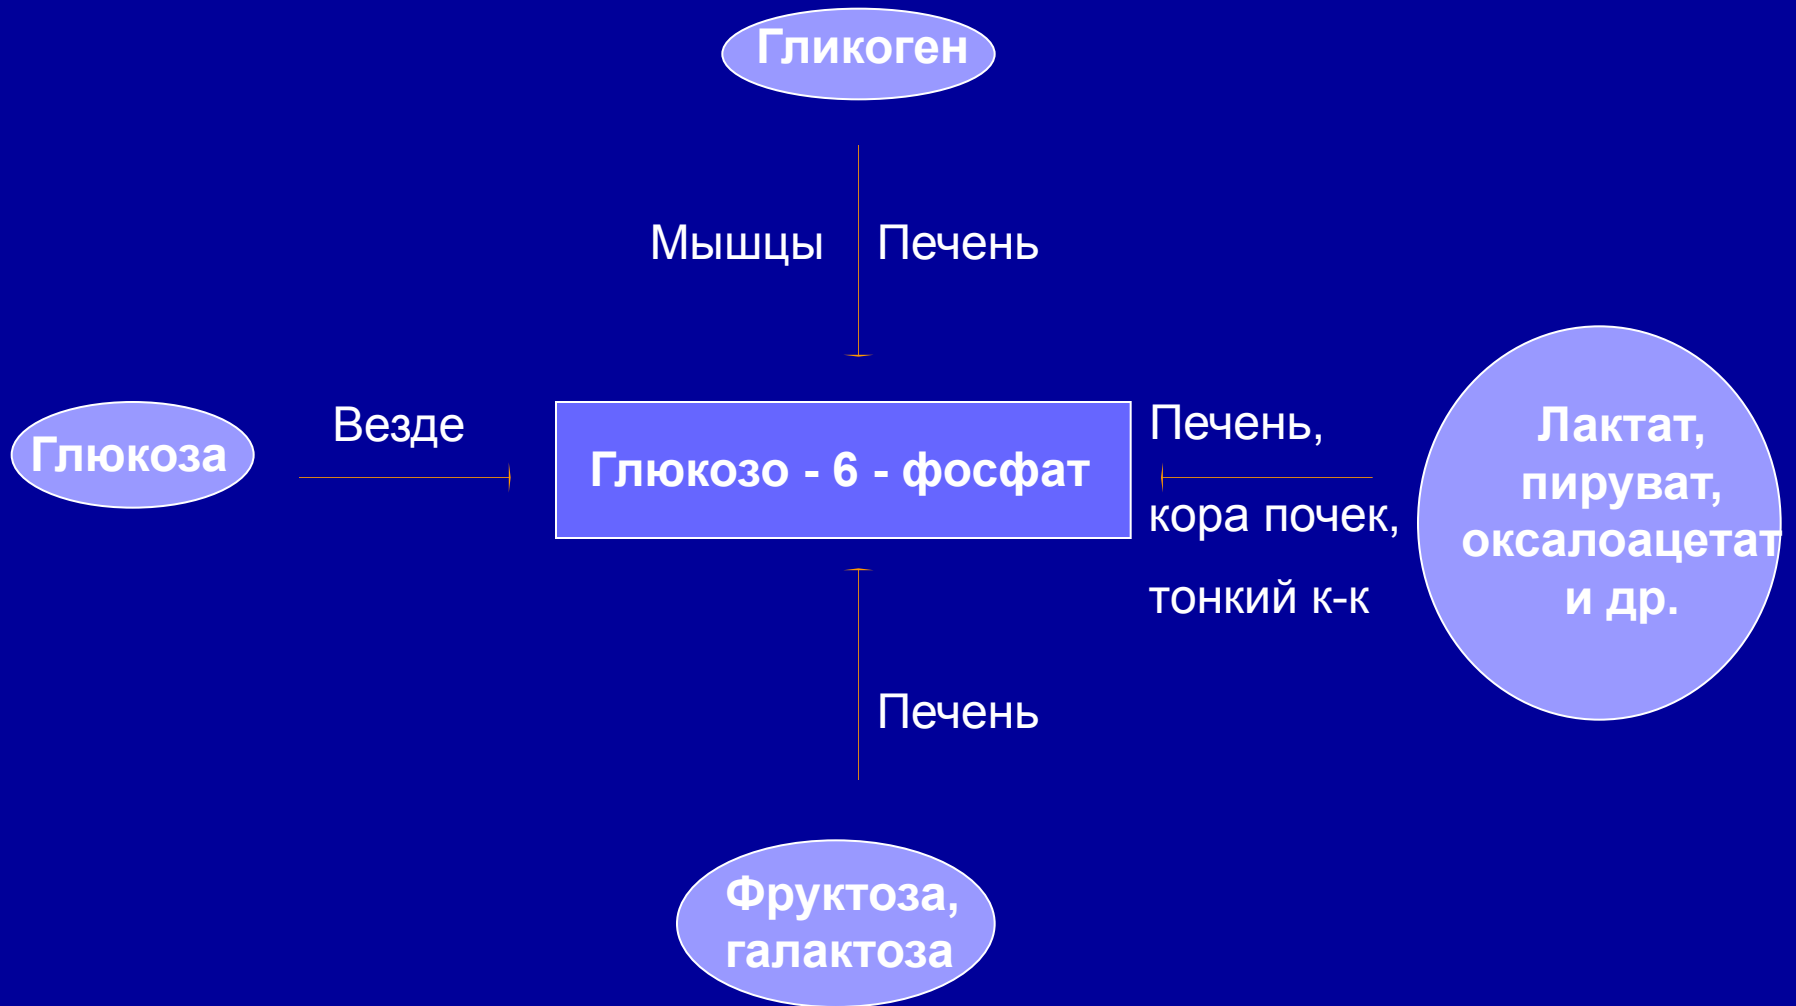 Гликоген
Мышцы
Печень
Глюкоза
Везде
Глюкозо - 6 - фосфат
Печень,
кора почек,
тонкий к-к
Лактат,
пируват,
оксалоацетат
и др.
Печень
Фруктоза,
галактоза